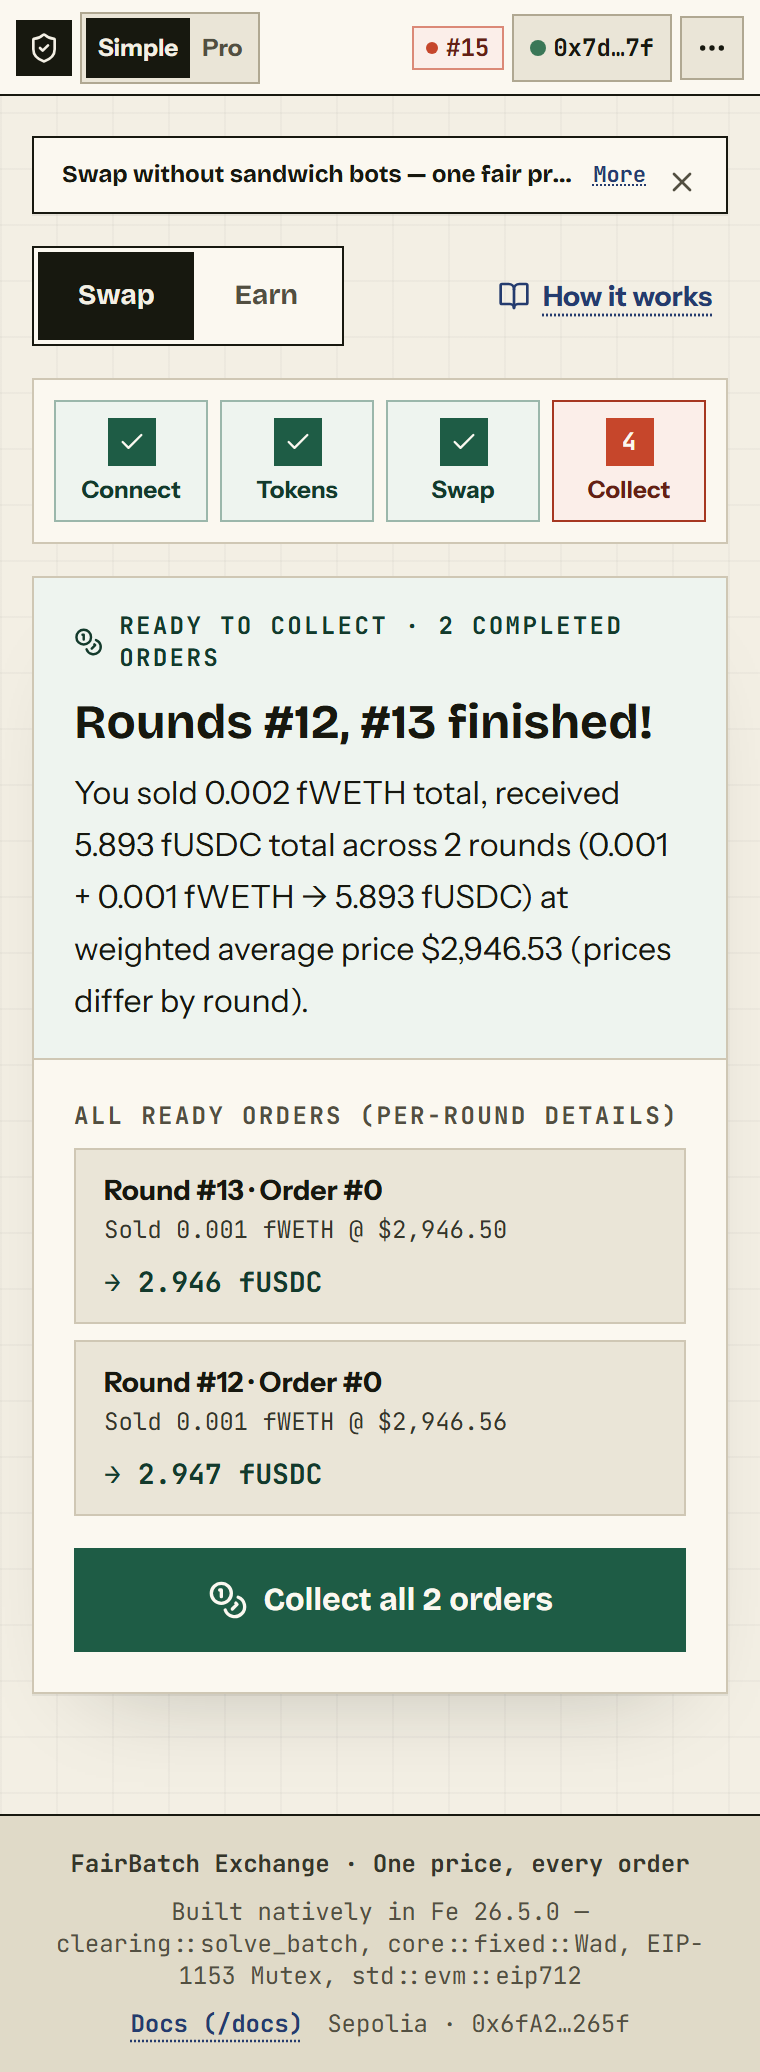 Simple Pro #15 0x7d…7f ...
Swap without sandwich bots — one fair pr... More
Swap Earn How it works
4
Connect Tokens Swap Collect
READY TO COLLECT · 2 COMPLETED
ORDERS
Rounds #12, #13 finished!
You sold 0.002 fWETH total, received
5.893 fUSDC total across 2 rounds (0.001
+ 0.001 fWETH → 5.893 fUSDC) at
weighted average price $2,946.53 (prices
differ by round).
ALL READY ORDERS (PER-ROUND DETAILS)
Round #13 · Order #0
Sold 0.001 fWETH @ $2,946.50
→ 2.946 fUSDC
Round #12 · Order #0
Sold 0.001 fWETH @ $2,946.56
→ 2.947 fUSDC
Collect all 2 orders
FairBatch Exchange · One price, every order
Built natively in Fe 26.5.0 —
clearing::solve_batch, core::fixed::Wad, EIP-
1153 Mutex, std::evm::eip712
Docs (/docs) Sepolia · 0x6fA2…265f